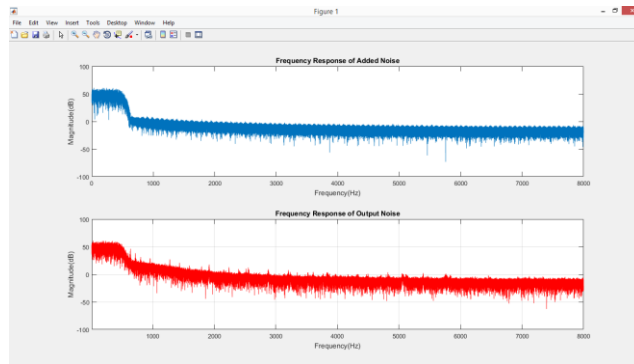 Figure 1
File Edit View Insert Tools Desktop Window Help
Frequency Response of Added Noise
100
50
0
-50
-100
Magnitude(dB)
0 1000 2000 3000 4000 5000 6000 7000 8000
Frequency(Hz)
Frequency Response of Output Noise
100
50
0
-50
-100
Magnitude(dB)
0 1000 2000 3000 4000 5000 6000 7000 8000
Frequency(Hz)